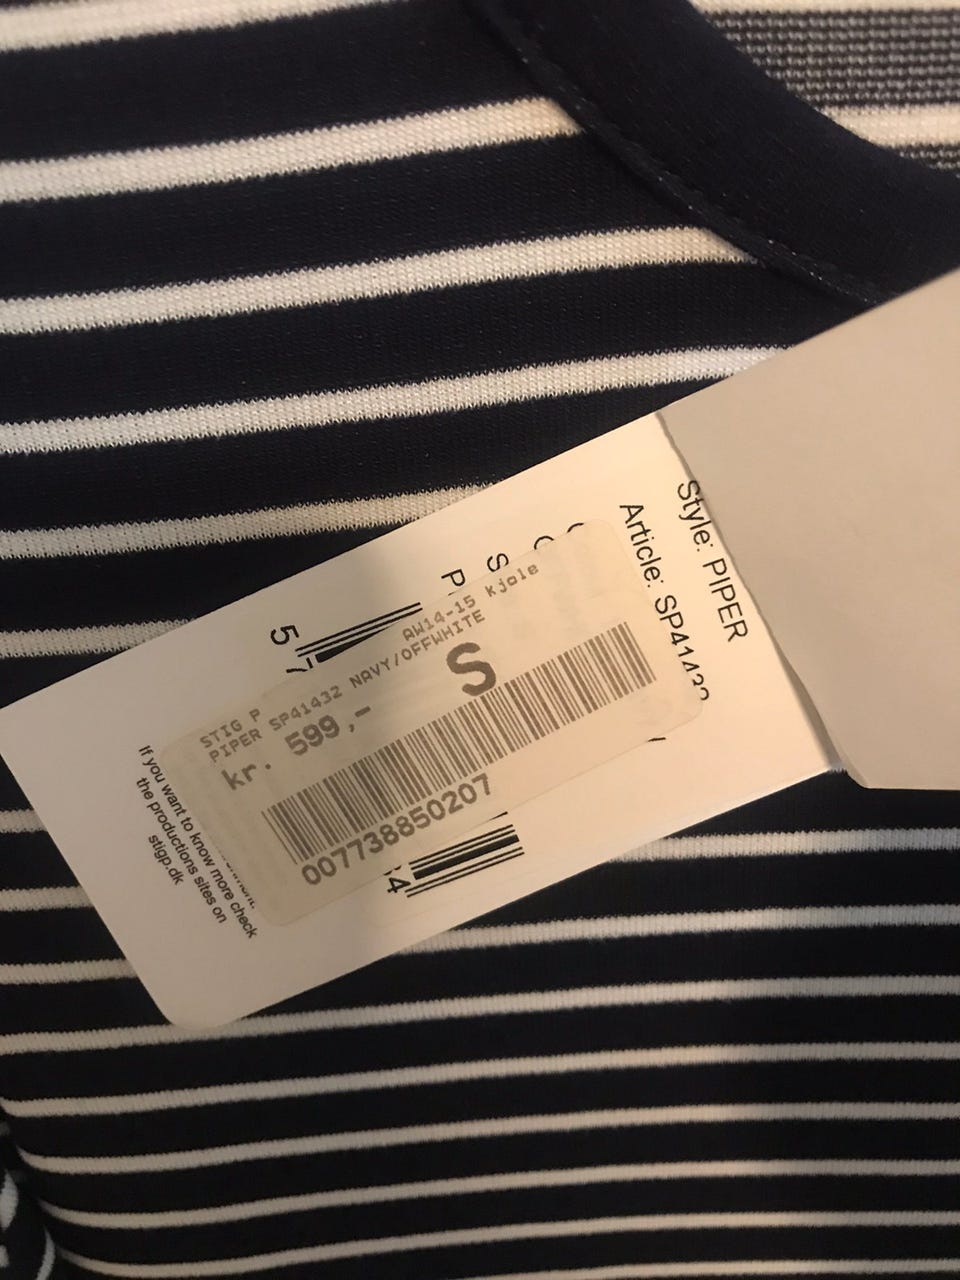 Style: PIPER
Article: SP41432
STIG P AW14-15 Kjole
PIPER SP41432 NAVY/OFFWHITE
kr. 599,- S
007738850207
If you want to know more check
the productions sites on
stigp.dk